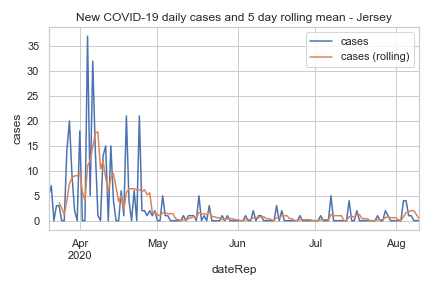 New COVID-19 daily cases and 5 day rolling mean - Jersey
cases
cases (rolling)
35
30
25
20
15
10
5
0
cases
Apr May Jun Jul Aug
2020
dateRep